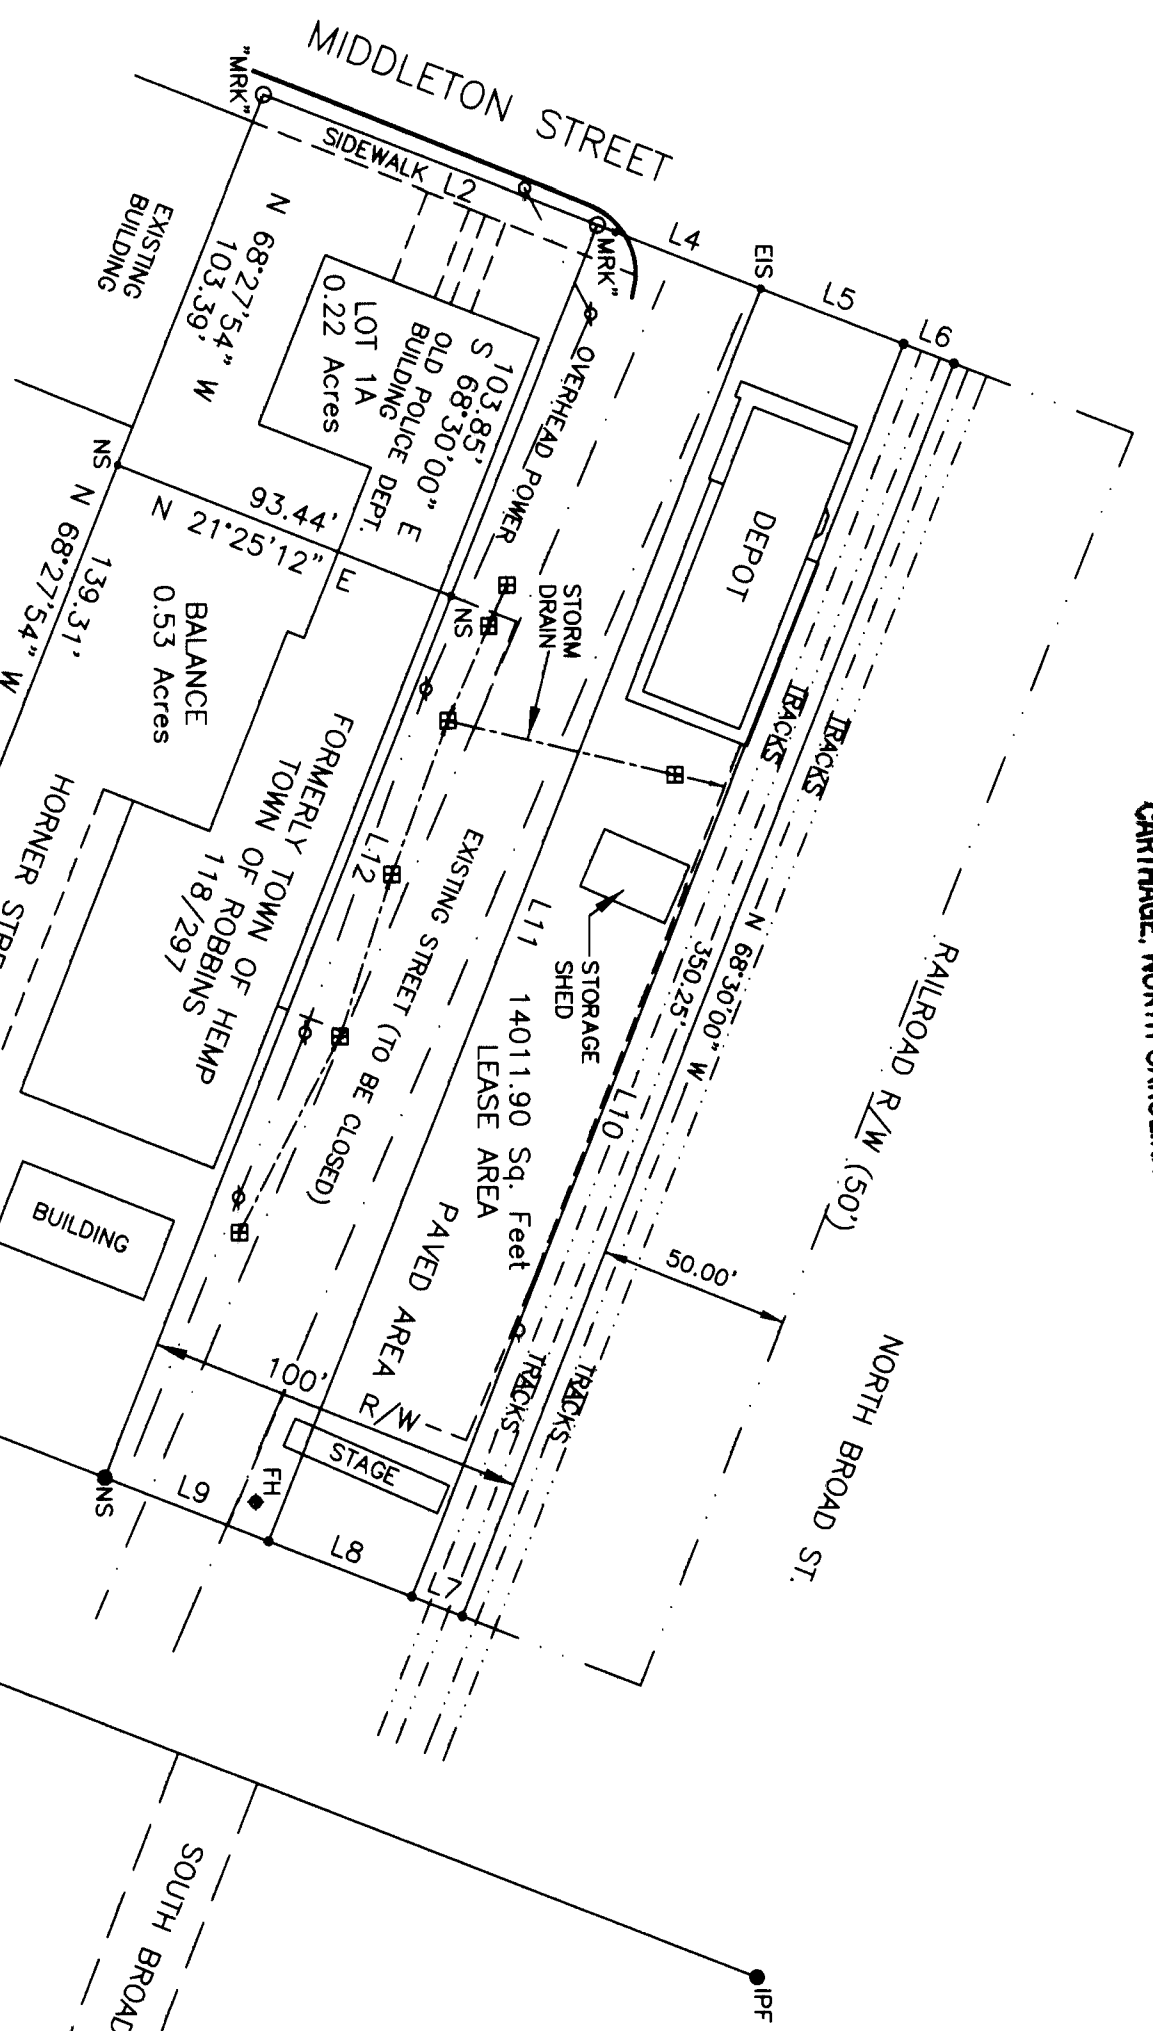 MIDDLETON STREET
"MRK"
SIDEWALK
L2
MRK"
L4
EIS
L5
L6
EXISTING
BUILDING
N 68°27'54" W
103.39'
LOT 1A
0.22 Acres
OLD POLICE DEPT.
BUILDING
103.85'
S 68°30'00" E
OVERHEAD POWER
DEPOT
NS
93.44'
N 21°25'12" E
NS
STORM
DRAIN
TRACKS
TRACKS
139.31'
N 68°27'54" W
BALANCE
0.53 Acres
HORNER
FORMERLY TOWN OF HEMP
TOWN OF ROBBINS
118/297
L12
EXISTING STREET (TO BE CLOSED)
L11
14011.90 Sq. Feet
LEASE AREA
STORAGE
SHED
N 68°30'00" W
350.25'
L10
RAILROAD R/W (50')
CARTHAGE, NORTH
BUILDING
PAVED AREA
50.00'
NORTH BROAD ST.
100'
R/W
STAGE
TRACKS
TRACKS
NS
L9
FH
L8
L7
SOUTH BROAD
IPF